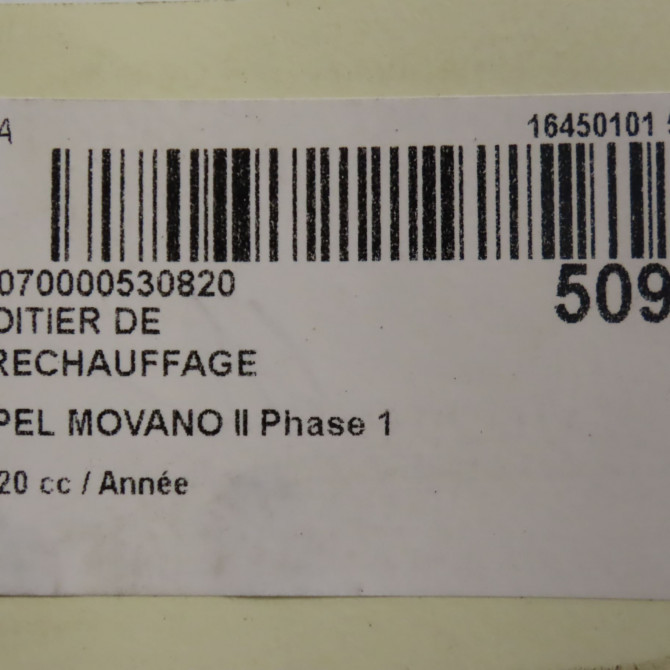 A
16450101
070000530820
509
OITIER DE
RECHAUFFAGE
PEL MOVANO II Phase 1
20 cc / Année